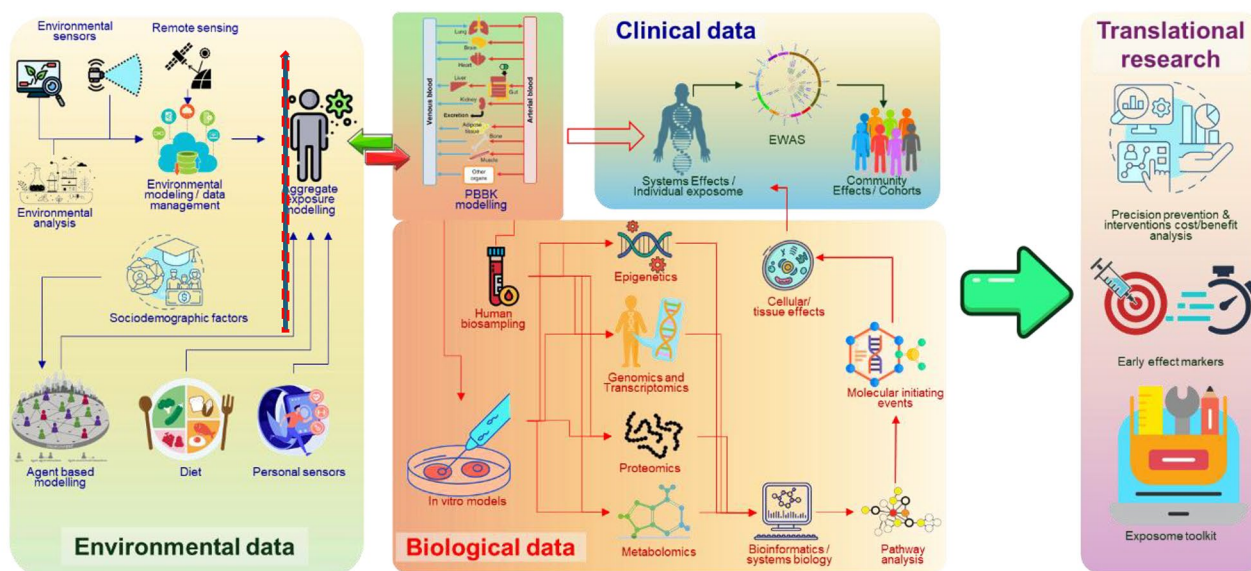 Environmental
sensors
Remote sensing
Environmental
analysis
Environmental
modeling / data
management
Aggregate
exposure
modelling
Sociodemographic factors
Agent based
modelling
Diet
Personal sensors
Environmental data
Venous blood
Arterial blood
Lung
Brain
Heart
Liver
Gut
Kidney
Excretion
Adipose
tissue
Bone
Muscle
Other
organs
PBBK
modelling
Clinical data
Systems Effects /
Individual exposome
EWAS
Community
Effects / Cohorts
Human
biosampling
In vitro models
Epigenetics
Genomics and
Transcriptomics
Proteomics
Metabolomics
Cellular/
tissue effects
Molecular initiating
events
Bioinformatics /
systems biology
Pathway
analysis
Biological data
Translational
research
Precision prevention &
interventions cost/benefit
analysis
Early effect markers
Exposome toolkit